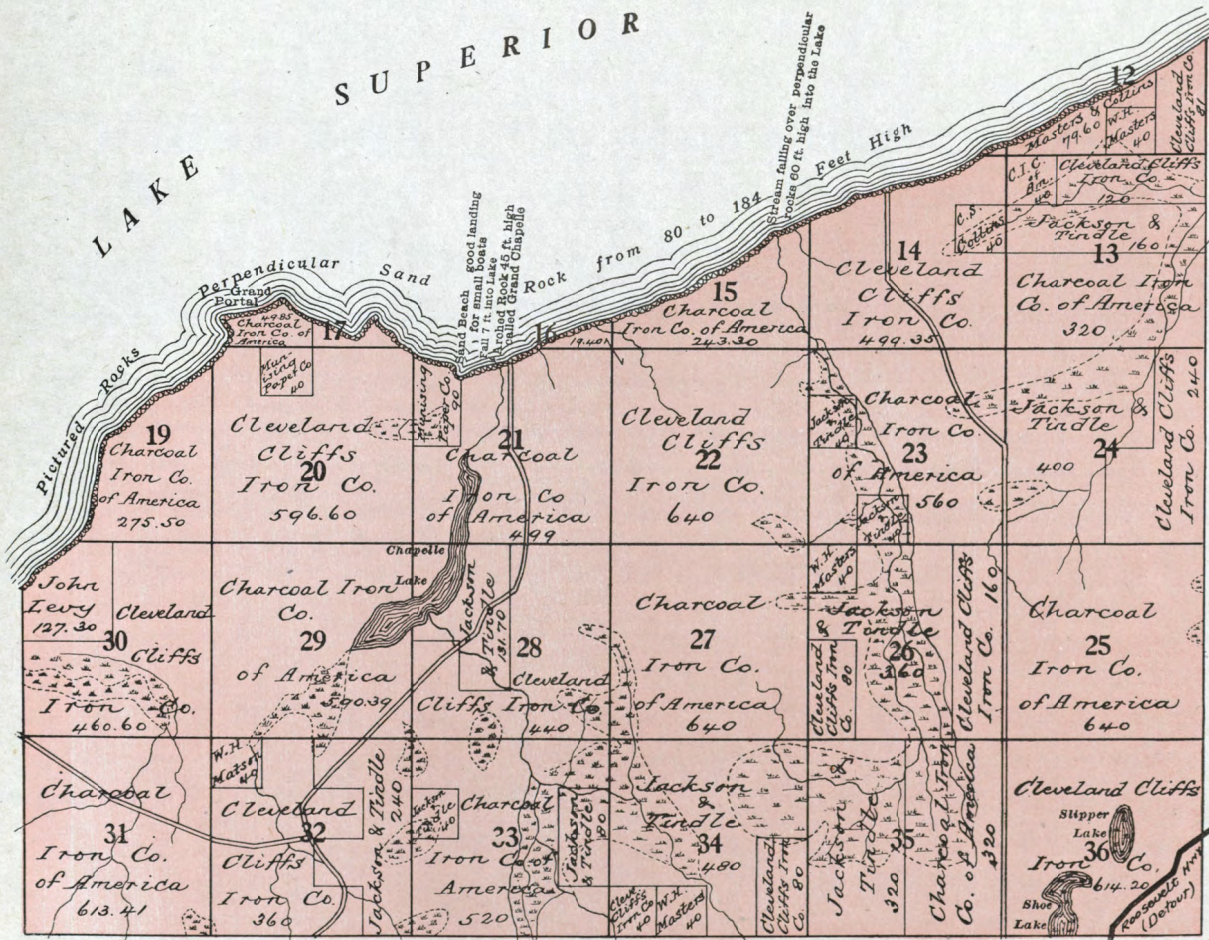 LAKE
SUPERIOR
Pictured Rocks
Perpendicular Sand Rock from 80 to 184 Feet High
Grand
Portal
Sand Beach good landing
for small boats
Fall 7 ft. into Lake
Arched Rock 45 ft. high
called Grand Chapelle
Stream falling over perpendicular
rocks 60 ft. high into the Lake
12
Masters & Collins
79.60
W.H.
Masters
40
Cleveland
Cliffs Iron Co.
81
C.I.C.
of
Am.
40
Cleveland Cliffs
Iron Co.
120
C.S.
Collins
40
Jackson &
Tindle
160
13
Charcoal Iron
Co. of America
320
14
Cleveland
Cliffs
Iron Co.
499.35
15
Charcoal
Iron Co. of America
243.30
16
19.40
17
49.85
Charcoal
Iron Co. of
America
19
Charcoal
Iron Co.
of America
275.50
Mun-
ising
Paper Co
40
Cleveland
Cliffs
20
Iron Co.
596.60
Munising
Paper Co
90
21
Charcoal
Iron Co
of America
499
Cleveland
Cliffs
22
Iron Co.
640
Jackson &
Tindle
40
Charcoal
Iron Co.
23
of America
560
Jackson
&
Tindle
40
Jackson &
Tindle
24
400
Cleveland Cliffs
Iron Co. 240
John
Levy
127.30
Cleveland
30
Cliffs
Iron Co.
460.60
Charcoal Iron
Co.
29
of America
590.39
Chapelle
Lake
Jackson
& Tindle
131.70
28
Cleveland
Cliffs Iron Co.
440
Charcoal
27
Iron Co.
of America
640
W.H.
Masters
40
Jackson &
Tindle
26
360
Cleveland
Cliffs Iron
Co. 80
Cleveland Cliffs
Iron Co. 160
Charcoal
25
Iron Co.
of America
640
Charcoal
31
Iron Co.
of America
613.41
W.H.
Matson
40
Cleveland
32
Cliffs
Iron Co.
360
Jackson & Tindle
240
Jackson
&
Tindle
40
Charcoal
33
Iron Co of
America
520
Jackson
& Tindle
80
Jackson
&
Tindle
34
480
Cleve.
Cliffs
Iron Co
40
W.H.
Masters
40
Cleveland
Cliffs Iron
Co. 80
Jackson &
Tindle
320
35
Charcoal Iron
Co. of America
320
Cleveland Cliffs
Slipper
Lake
36
Iron Co.
614.20
Shoe
Lake
Roosevelt Hwy
(Detour)